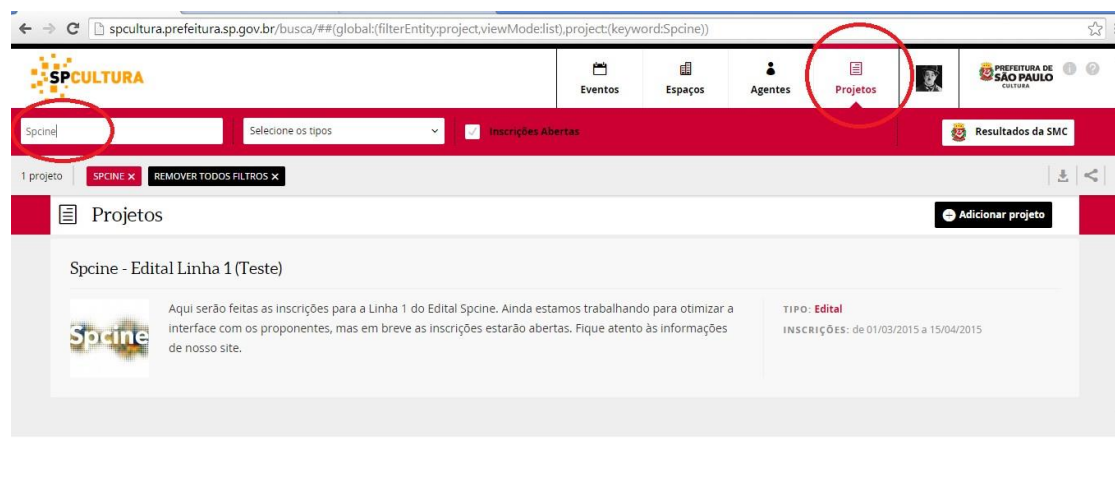 spcultura.prefeitura.sp.gov.br/busca/##(global:(filterEntity:project,viewMode:list),project:(keyword:Spcine))
SPCULTURA
Eventos
Espaços
Agentes
Projetos
PREFEITURA DE
SÃO PAULO
CULTURA
Spcine
Selecione os tipos
Inscrições Abertas
Resultados da SMC
1 projeto
SPCINE X
REMOVER TODOS FILTROS X
Projetos
Adicionar projeto
Spcine - Edital Linha 1 (Teste)
Spcine
Aqui serão feitas as inscrições para a Linha 1 do Edital Spcine. Ainda estamos trabalhando para otimizar a
interface com os proponentes, mas em breve as inscrições estarão abertas. Fique atento às informações
de nosso site.
TIPO: Edital
INSCRIÇÕES: de 01/03/2015 a 15/04/2015